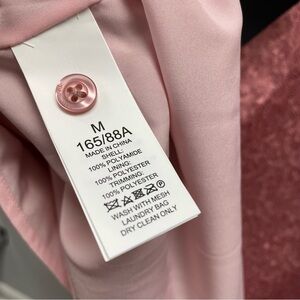 M
165/88A
MADE IN CHINA
SHELL:
100% POLYAMIDE
LINING:
100% POLYESTER
TRIMMING:
100% POLYESTER
WASH WITH MESH
LAUNDRY BAG
DRY CLEAN ONLY